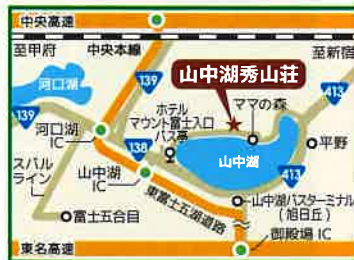 中央高速
至甲府
中央本線
至新宿
139
山中湖秀山荘
河口湖
413
139
ホテル
マウント富士入口
バス亭
ママの森
河口湖
IC
138
平野
山中湖
スバル
ライン
山中湖
IC
413
富士五合目
東富士五湖道路
山中湖バスターミナル
(旭日丘)
御殿場 IC
東名高速